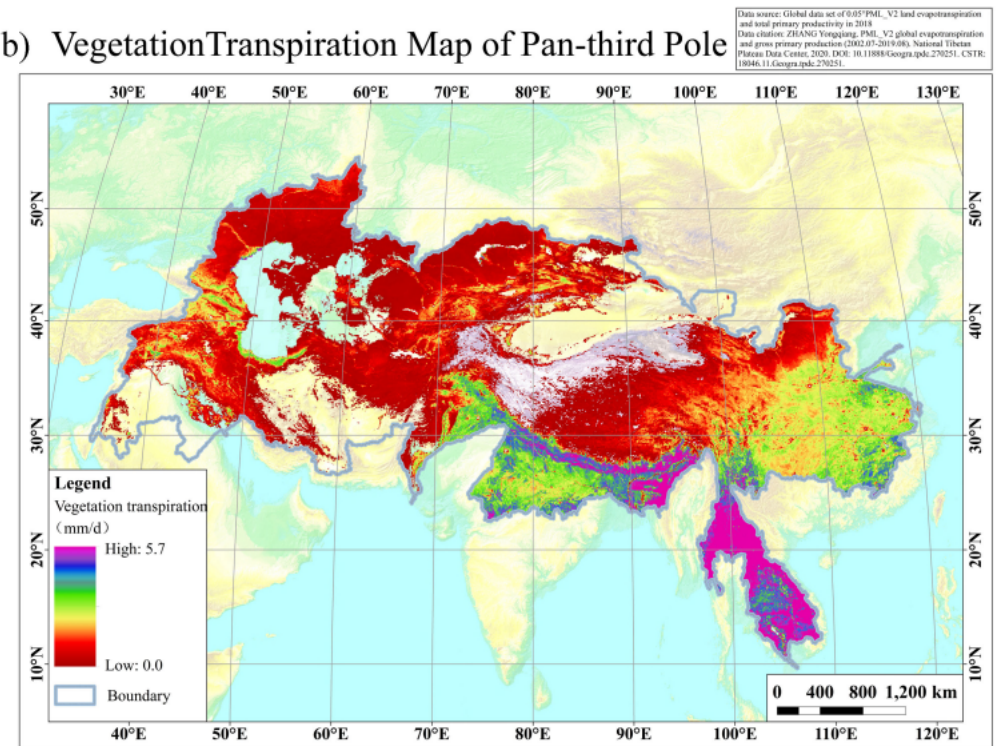 b) VegetationTranspiration Map of Pan-third Pole
Data source: Global data set of 0.05°PML_V2 land evapotranspiration
and total primary productivity in 2018
Data citation: ZHANG Yongqiang. PML_V2 global evapotranspiration
and gross primary production (2002.07-2019.08). National Tibetan
Plateau Data Center, 2020. DOI: 10.11888/Geogra.tpdc.270251. CSTR:
18046.11.Geogra.tpdc.270251.
30°E 40°E 50°E 60°E 70°E 80°E 90°E 100°E 110°E 120°E 130°E
50°N 50°N
40°N 40°N
30°N 30°N
Legend
Vegetation transpiration
（mm/d）
High: 5.7
20°N 20°N
Low: 0.0
10°N 10°N
Boundary
0 400 800 1,200 km
40°E 50°E 60°E 70°E 80°E 90°E 100°E 110°E 120°E